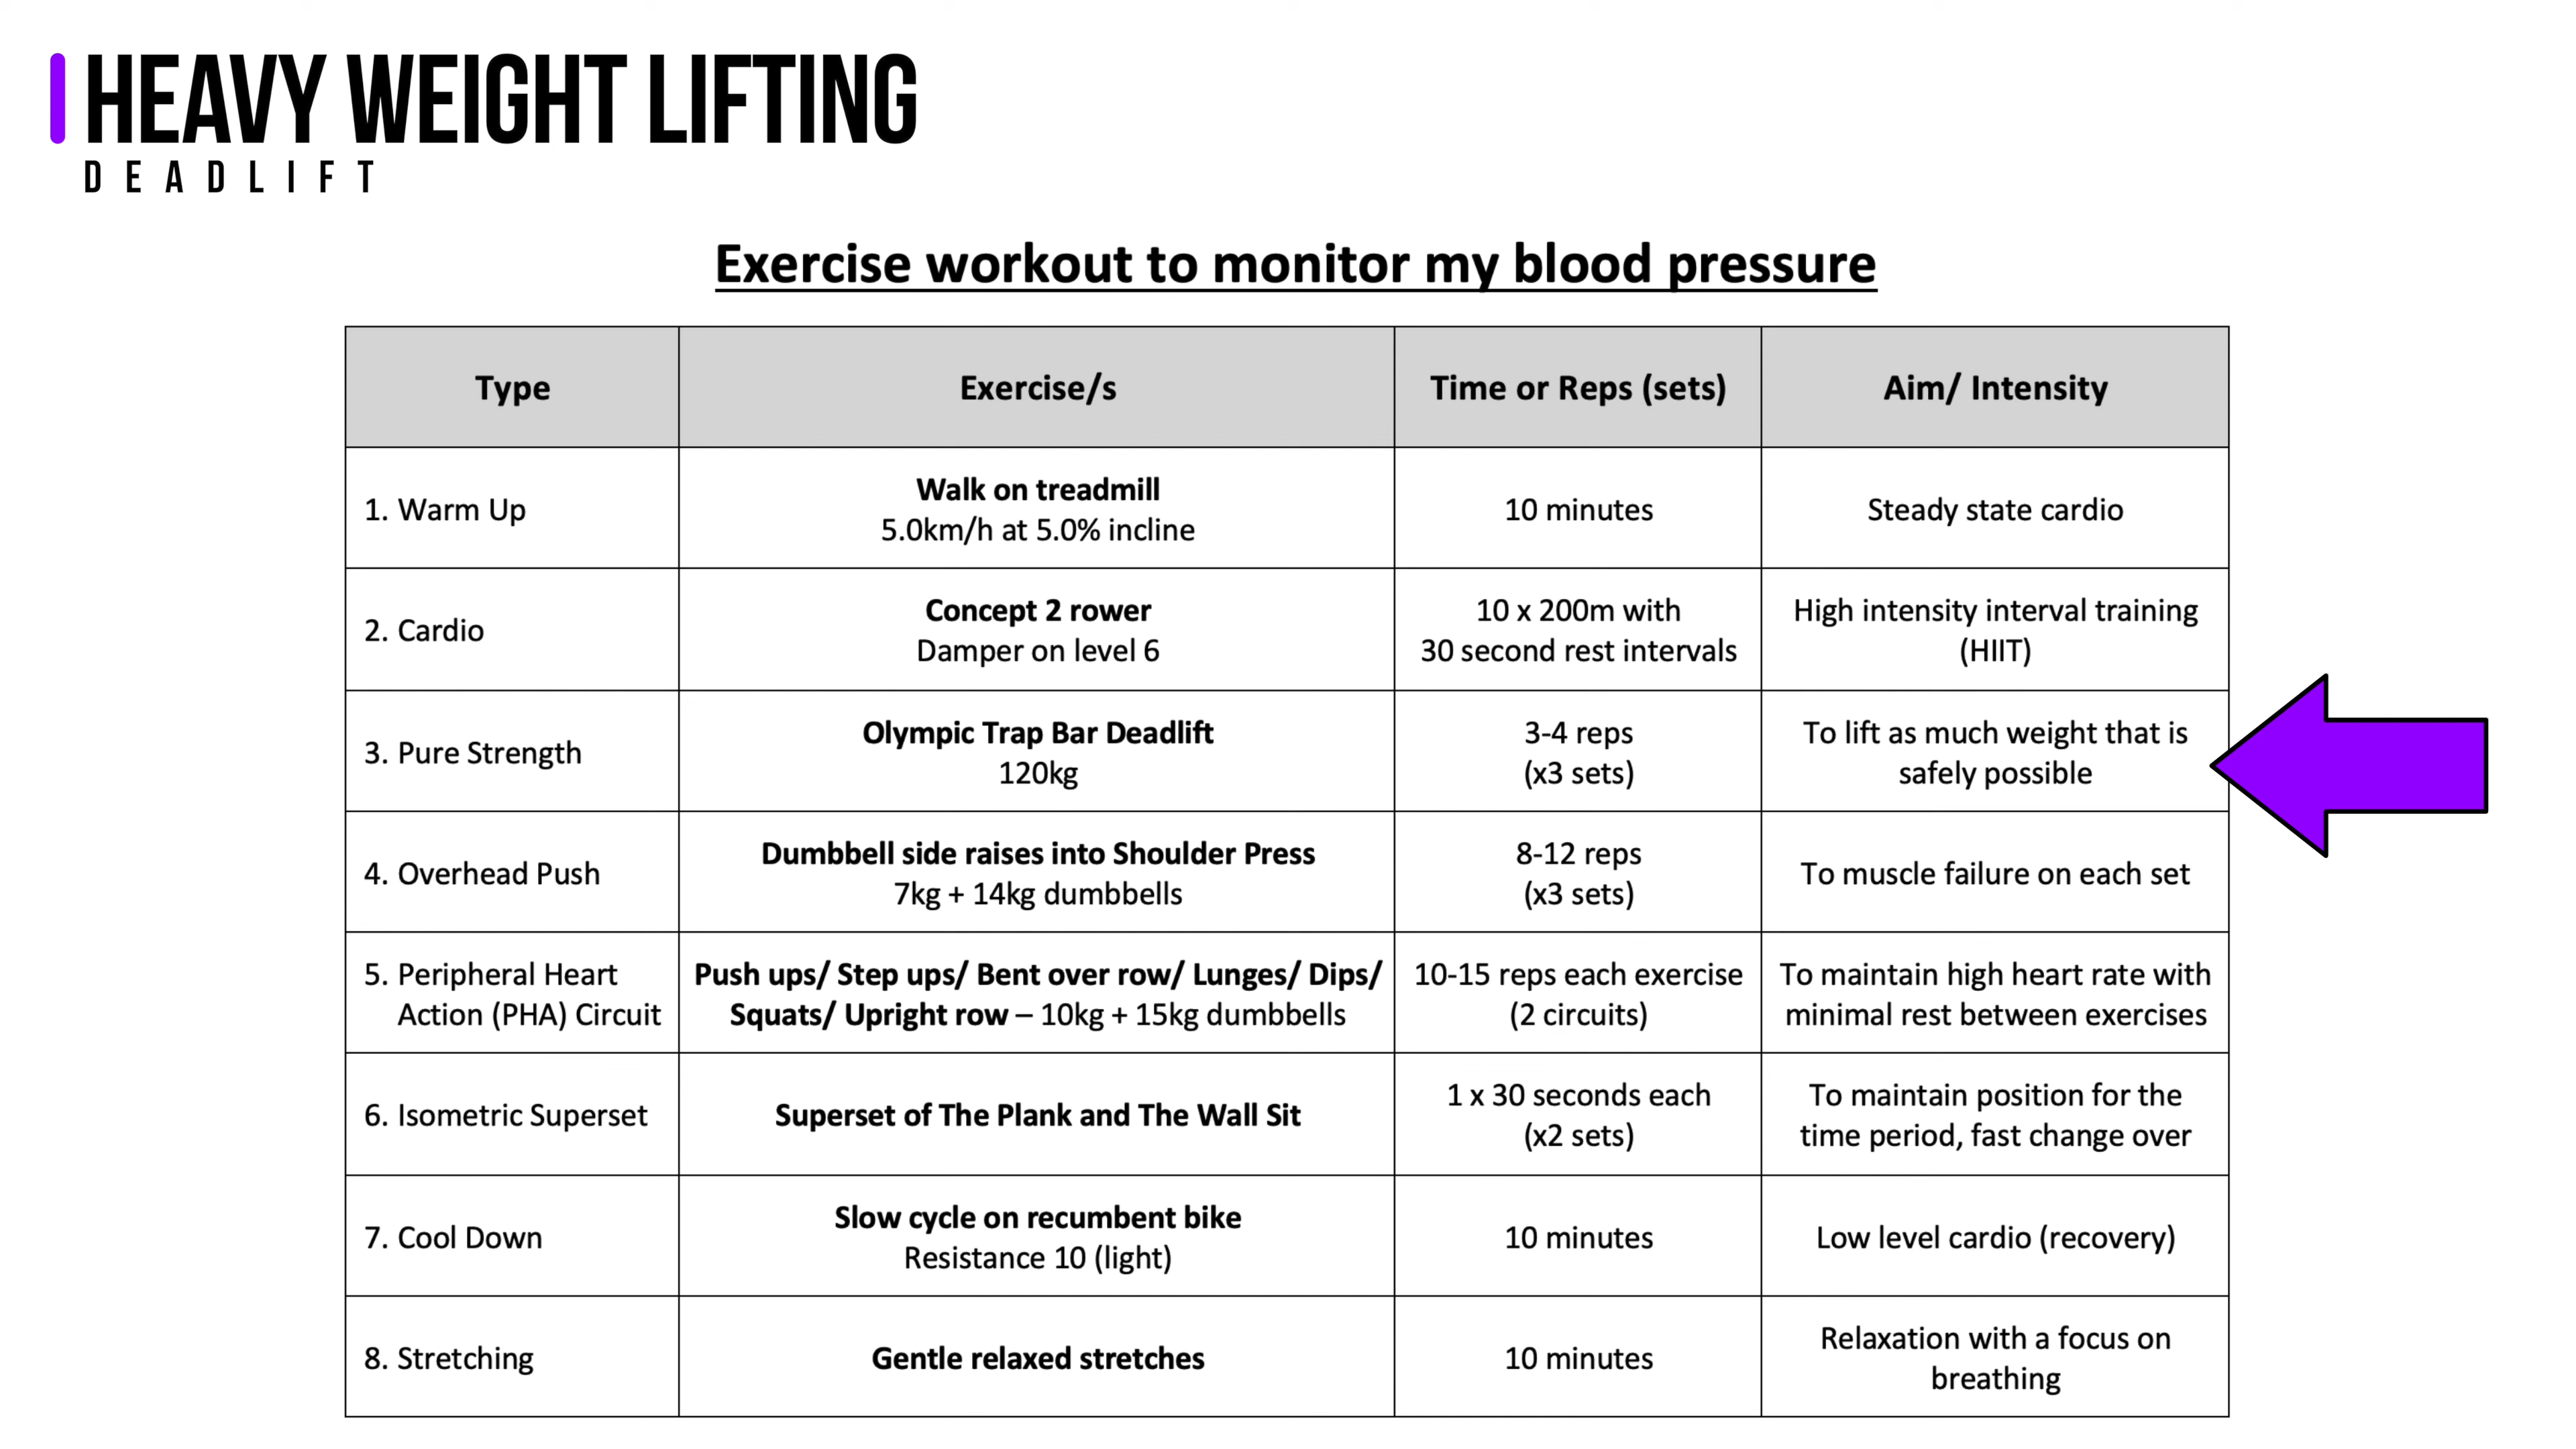 HEAVY WEIGHT LIFTING
DEADLIFT
Exercise workout to monitor my blood pressure
Type
Exercise/s
Time or Reps (sets)
Aim/ Intensity
1. Warm Up
Walk on treadmill
5.0km/h at 5.0% incline
10 minutes
Steady state cardio
2. Cardio
Concept 2 rower
Damper on level 6
10 x 200m with
30 second rest intervals
High intensity interval training
(HIIT)
3. Pure Strength
Olympic Trap Bar Deadlift
120kg
3-4 reps
(x3 sets)
To lift as much weight that is
safely possible
4. Overhead Push
Dumbbell side raises into Shoulder Press
7kg + 14kg dumbbells
8-12 reps
(x3 sets)
To muscle failure on each set
5. Peripheral Heart
Action (PHA) Circuit
Push ups/ Step ups/ Bent over row/ Lunges/ Dips/
Squats/ Upright row – 10kg + 15kg dumbbells
10-15 reps each exercise
(2 circuits)
To maintain high heart rate with
minimal rest between exercises
6. Isometric Superset
Superset of The Plank and The Wall Sit
1 x 30 seconds each
(x2 sets)
To maintain position for the
time period, fast change over
7. Cool Down
Slow cycle on recumbent bike
Resistance 10 (light)
10 minutes
Low level cardio (recovery)
8. Stretching
Gentle relaxed stretches
10 minutes
Relaxation with a focus on
breathing